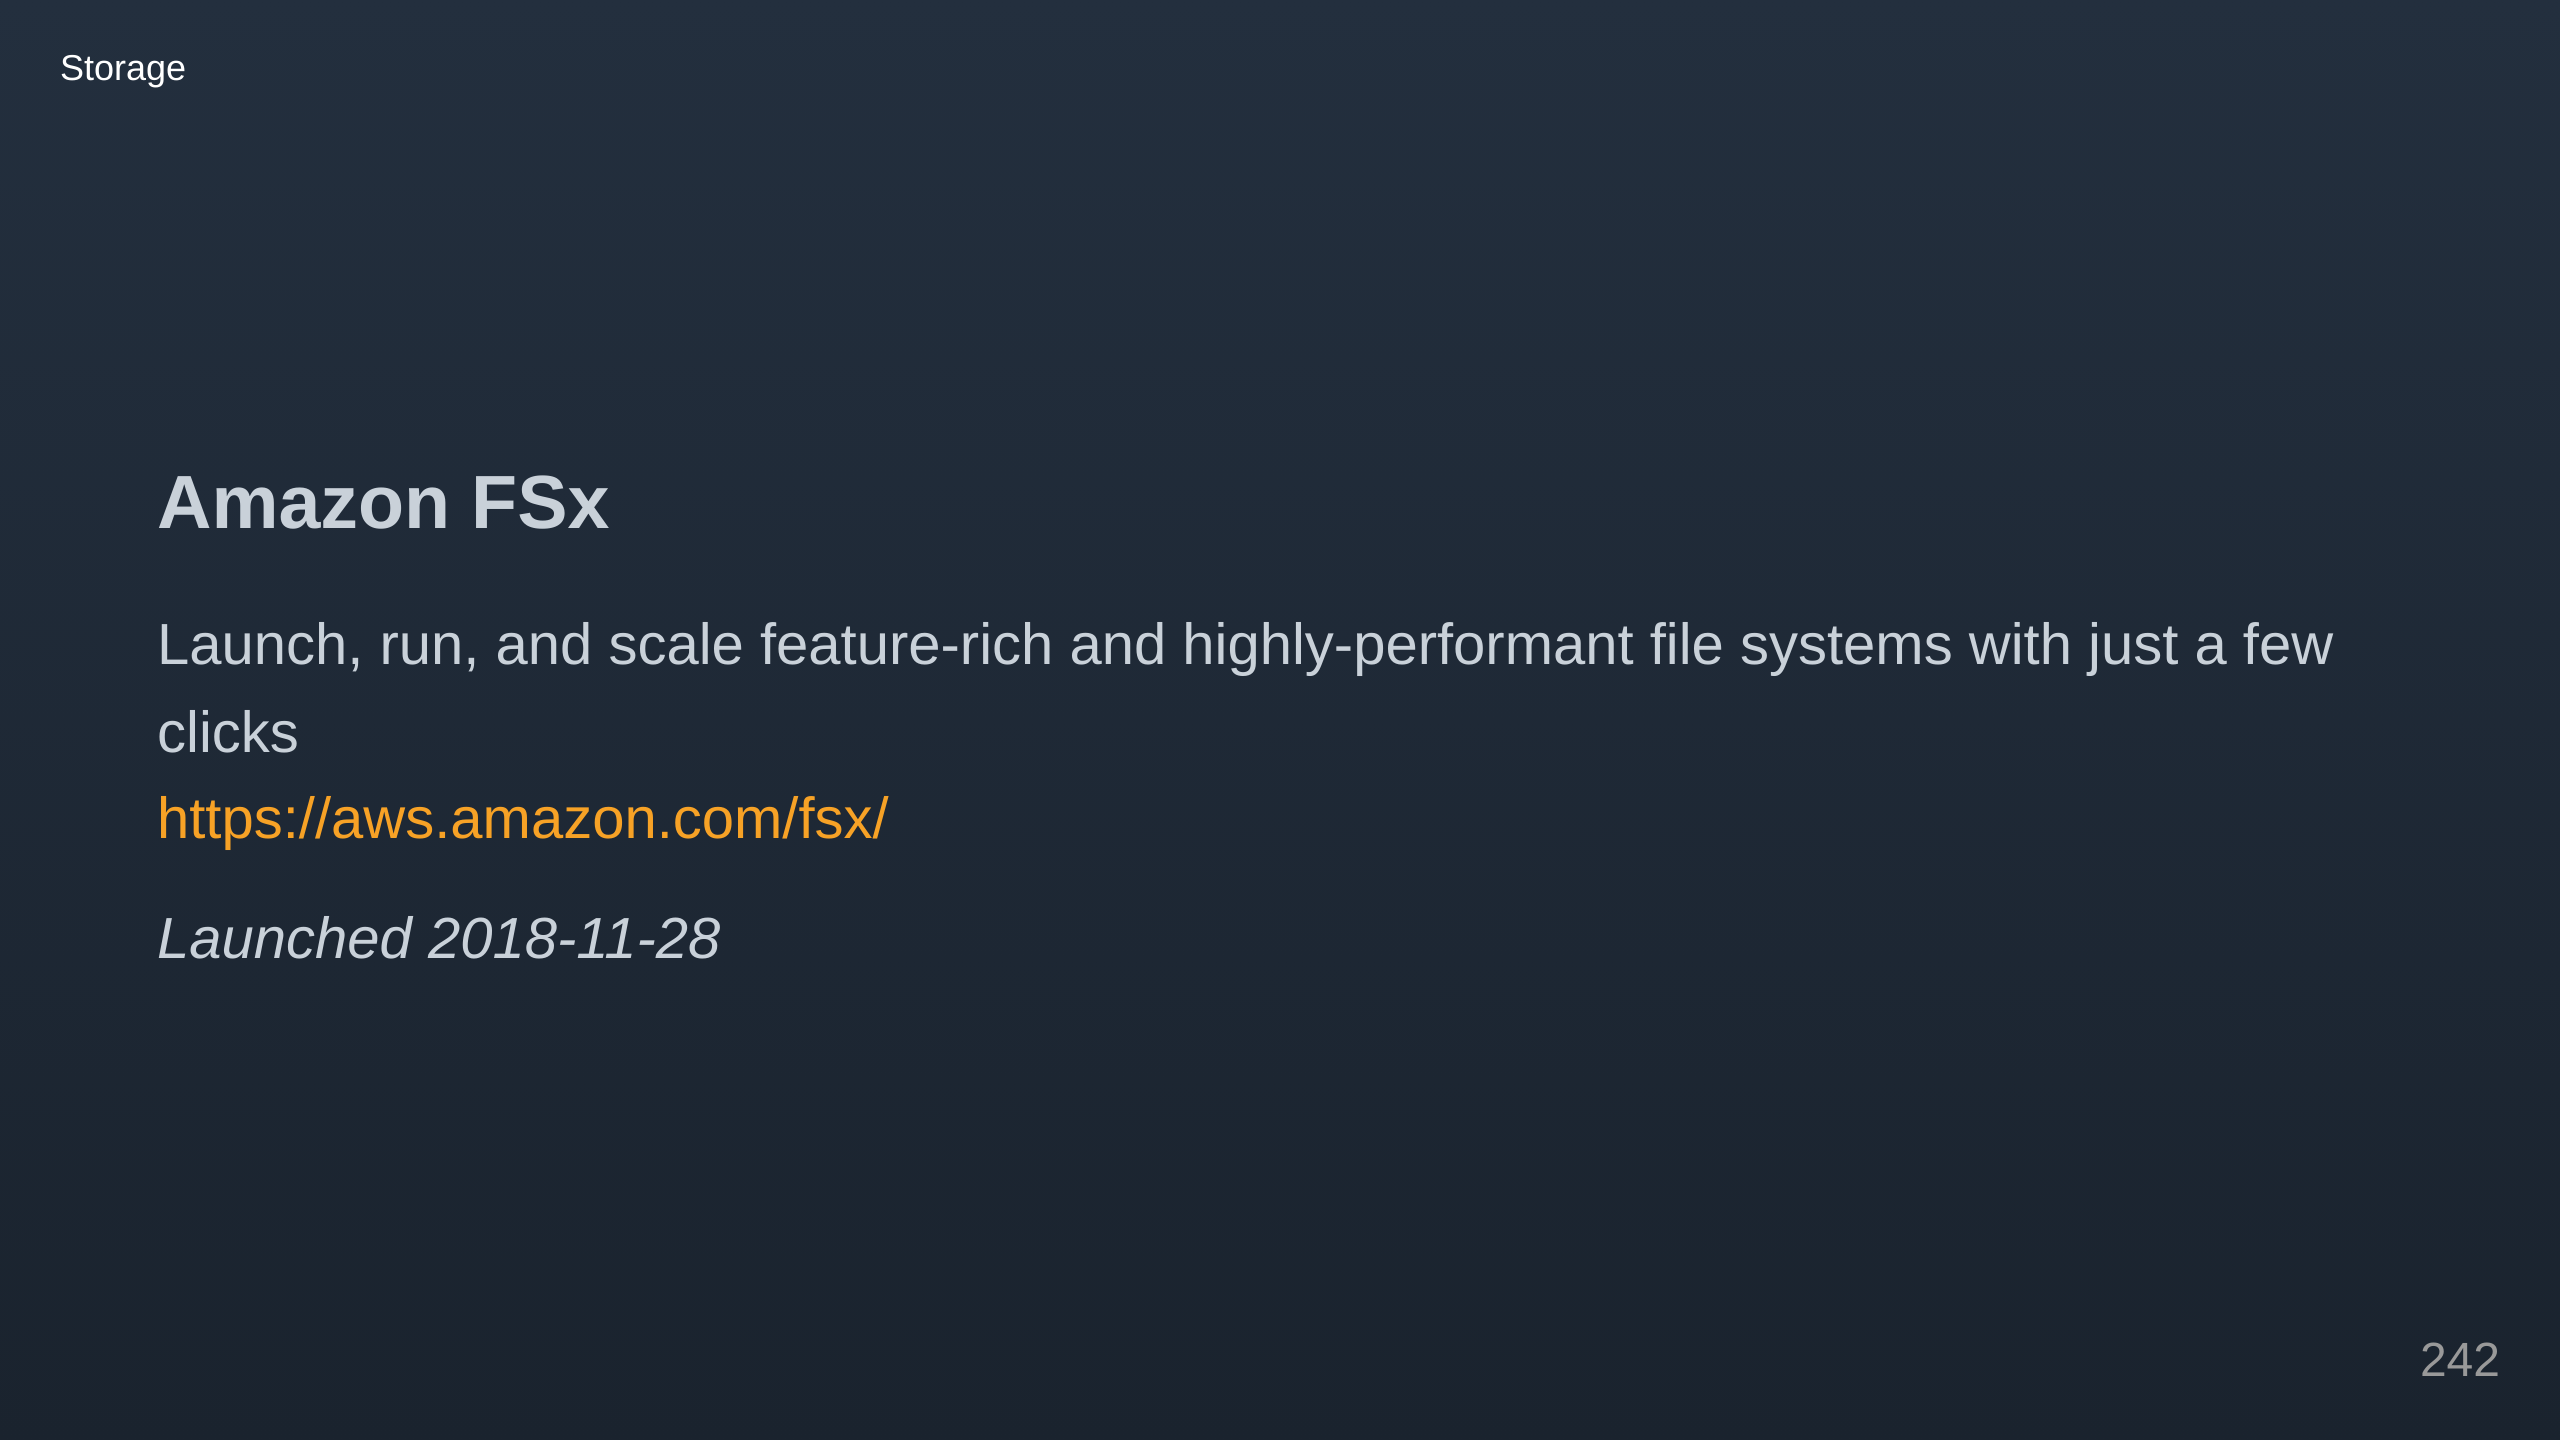 Storage
Amazon FSx
Launch, run, and scale feature-rich and highly-performant file systems with just a few
clicks
https://aws.amazon.com/fsx/
Launched 2018-11-28
242